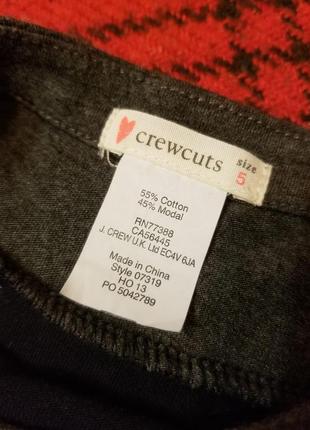 crewcuts
size
5
55% Cotton
45% Modal
RN77388
CA56445
J. CREW U.K. Ltd EC4V 6JA
Made in China
Style 07319
HO 13
PO 5042789